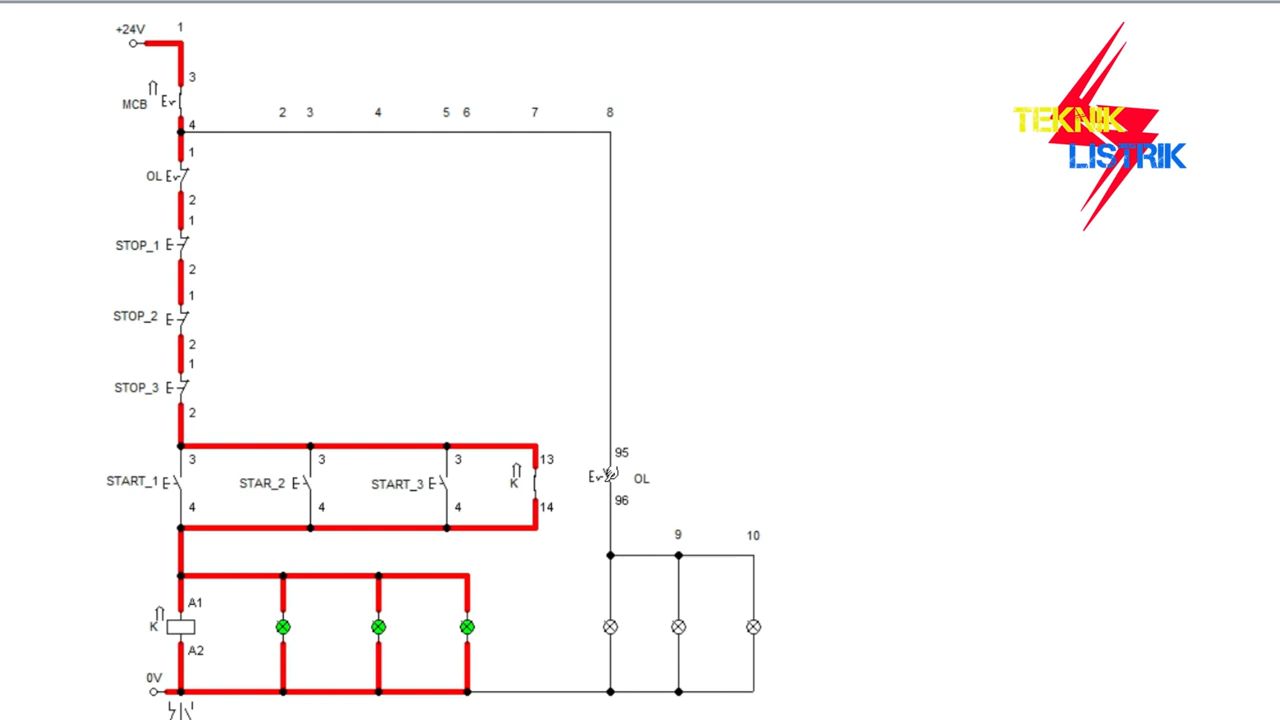 +24V 1
3
MCB
2 3 4 5 6 7 8
4
1
OL
2
1
STOP_1
2
1
STOP_2
2
1
STOP_3
2
3 3 3 13 95
START_1 STAR_2 START_3 K OL
4 4 4 14 96
9 10
A1
K
A2
0V
TEKNIK
LISTRIK